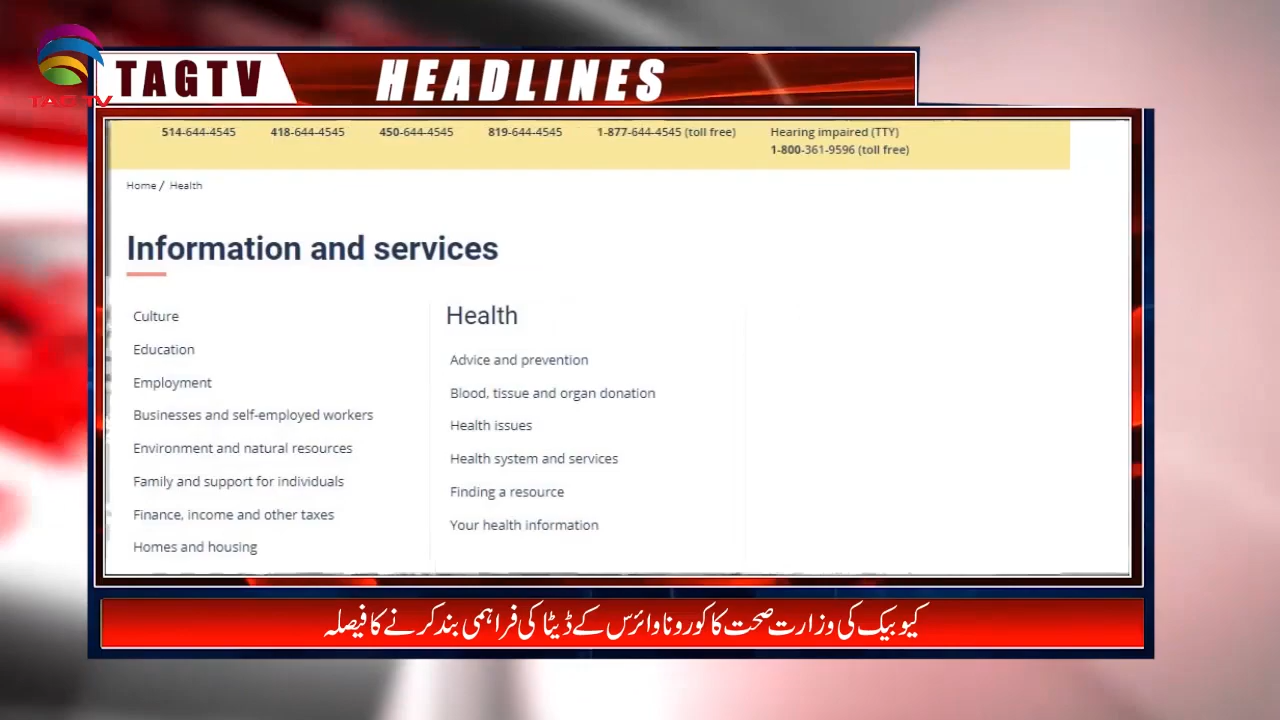 TAG TV
TAGTV HEADLINES
514-644-4545 418-644-4545 450-644-4545 819-644-4545 1-877-644-4545 (toll free) Hearing impaired (TTY)
1-800-361-9596 (toll free)
Home / Health
Information and services
Culture
Education
Employment
Businesses and self-employed workers
Environment and natural resources
Family and support for individuals
Finance, income and other taxes
Homes and housing
Health
Advice and prevention
Blood, tissue and organ donation
Health issues
Health system and services
Finding a resource
Your health information
کیوبیک کی وزارت صحت کا کورونا وائرس کے ڈیٹا کی فراہمی بند کرنے کا فیصلہ